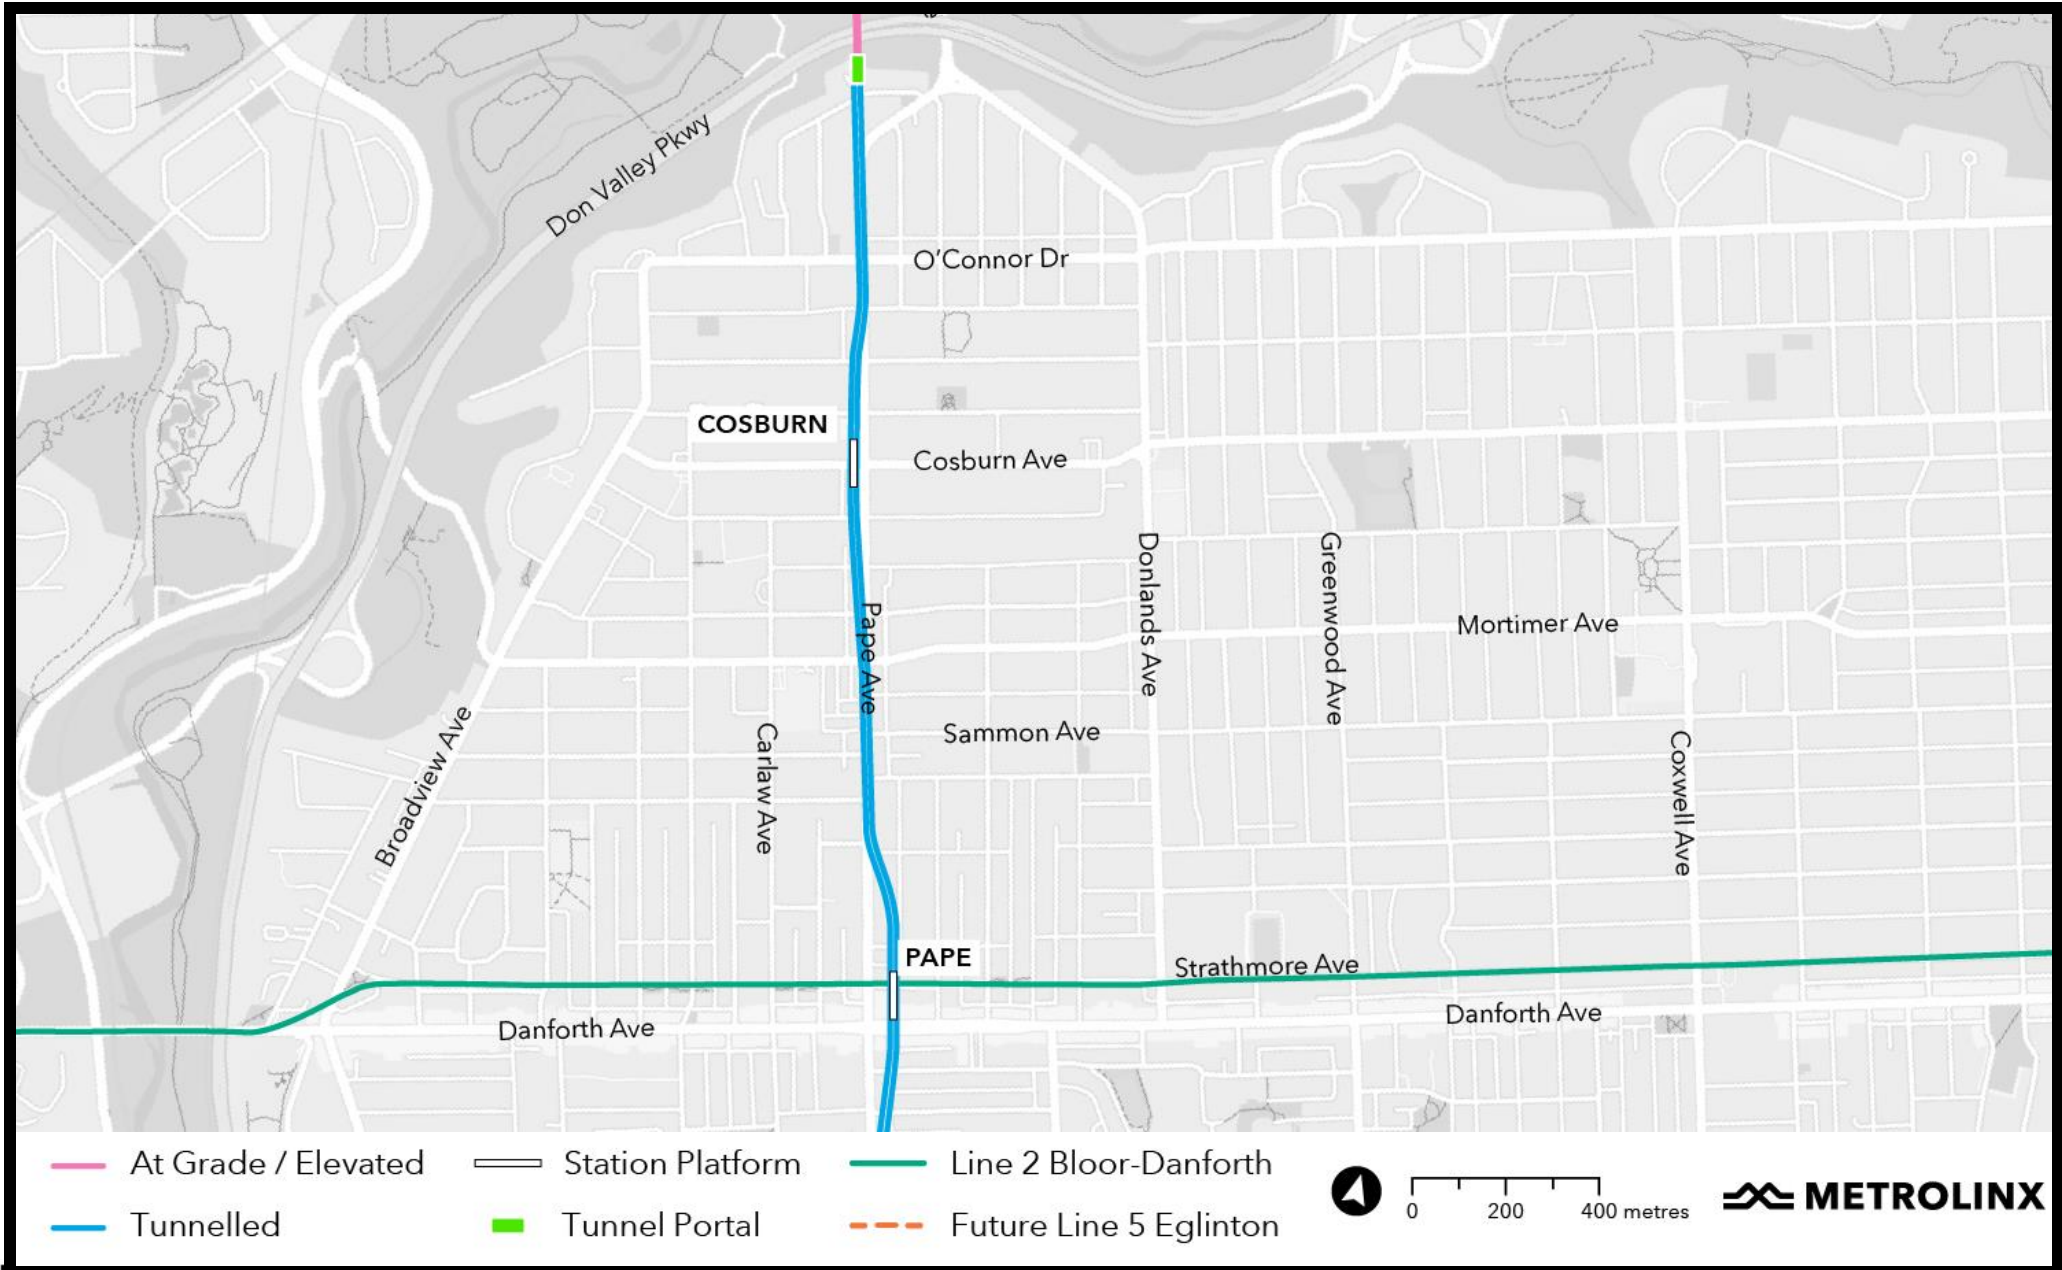 Don Valley Pkwy
O'Connor Dr
COSBURN
Cosburn Ave
Donlands Ave
Greenwood Ave
Pape Ave
Mortimer Ave
Broadview Ave
Carlaw Ave
Sammon Ave
Coxwell Ave
PAPE
Strathmore Ave
Danforth Ave
Danforth Ave
At Grade / Elevated
Station Platform
Line 2 Bloor-Danforth
Tunnelled
Tunnel Portal
Future Line 5 Eglinton
0 200 400 metres
METROLINX